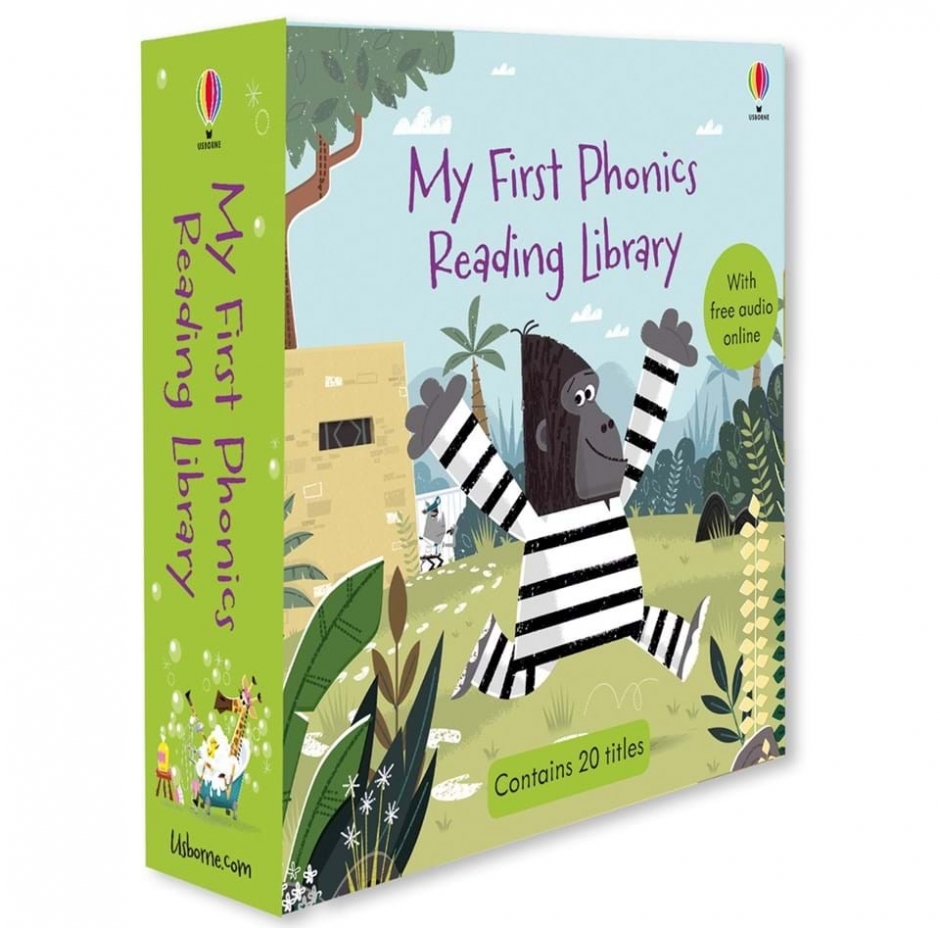 USBORNE
My First Phonics
Reading Library
Usborne.com
USBORNE
My First Phonics
Reading Library
With
free audio
online
Contains 20 titles